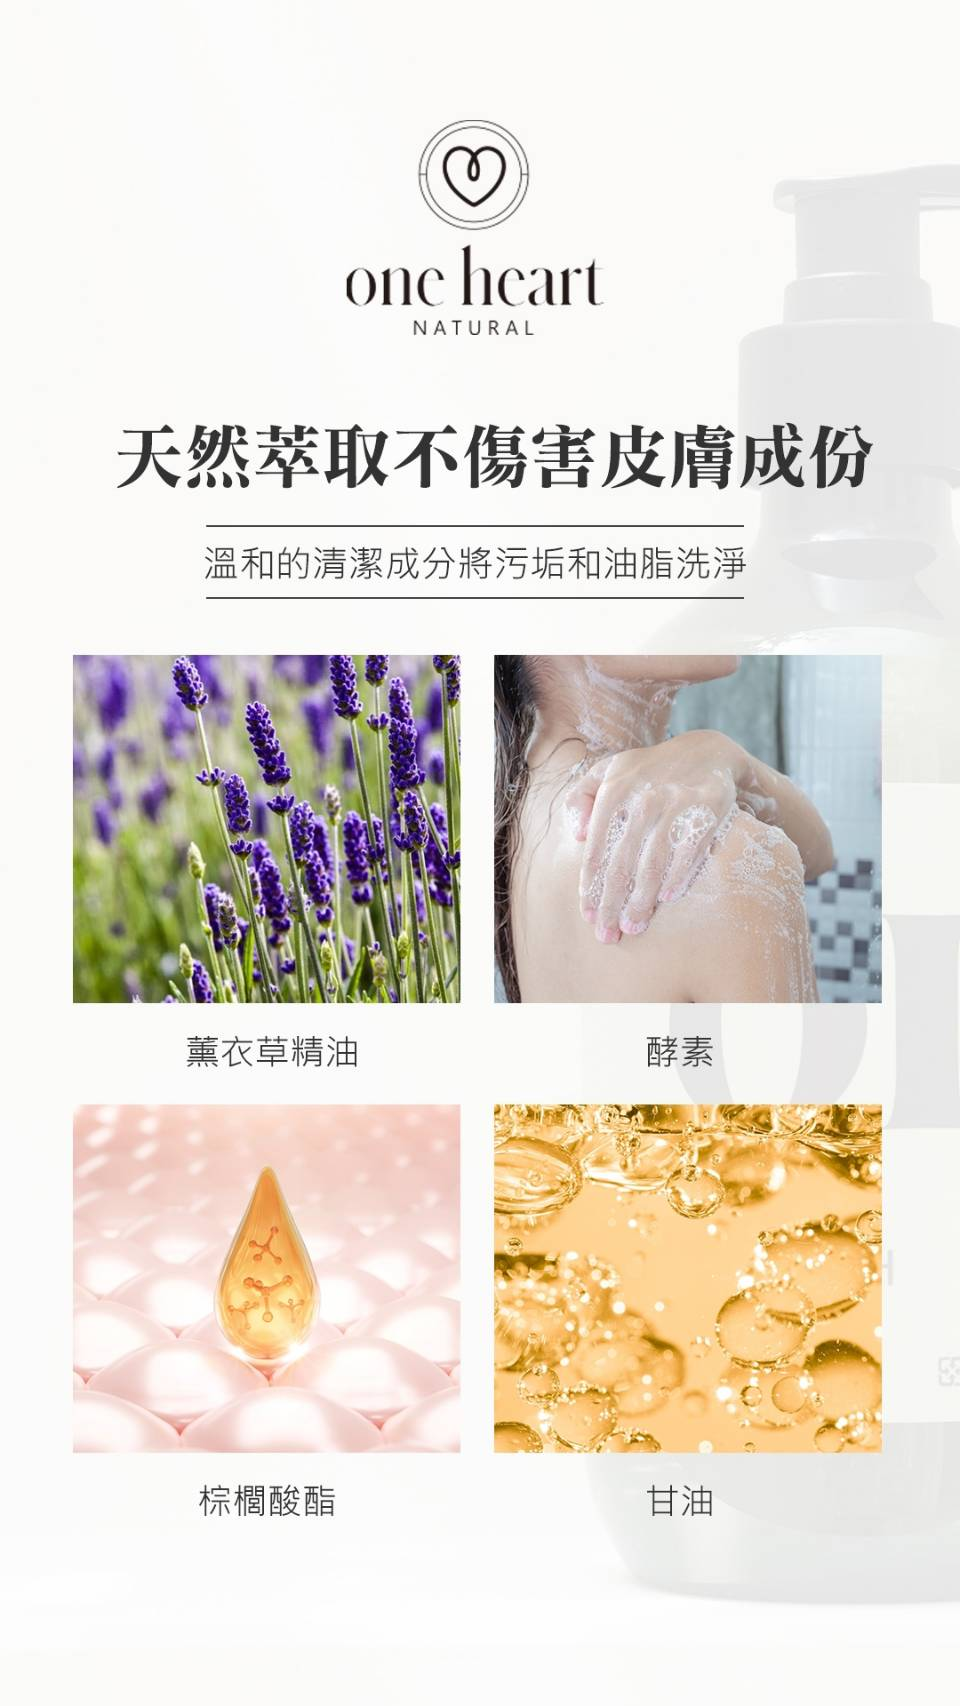 one heart
NATURAL
天然萃取不傷害皮膚成份
溫和的清潔成分將污垢和油脂洗淨
薰衣草精油
酵素
棕櫚酸酯
甘油